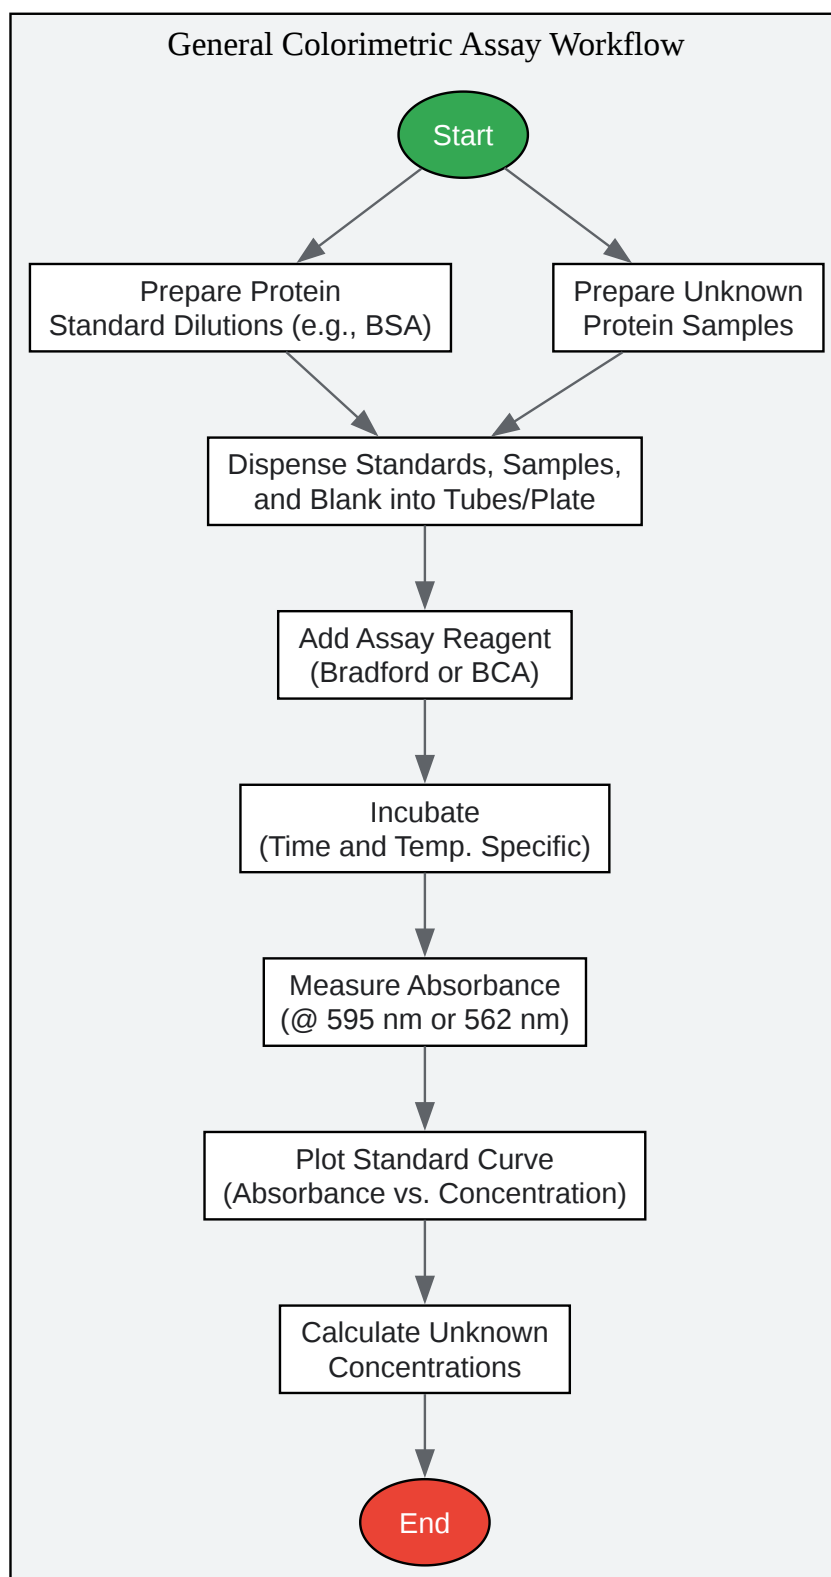 General Colorimetric Assay Workflow
Start
Prepare Protein
Standard Dilutions (e.g., BSA)
Prepare Unknown
Protein Samples
Dispense Standards, Samples,
and Blank into Tubes/Plate
Add Assay Reagent
(Bradford or BCA)
Incubate
(Time and Temp. Specific)
Measure Absorbance
(@ 595 nm or 562 nm)
Plot Standard Curve
(Absorbance vs. Concentration)
Calculate Unknown
Concentrations
End